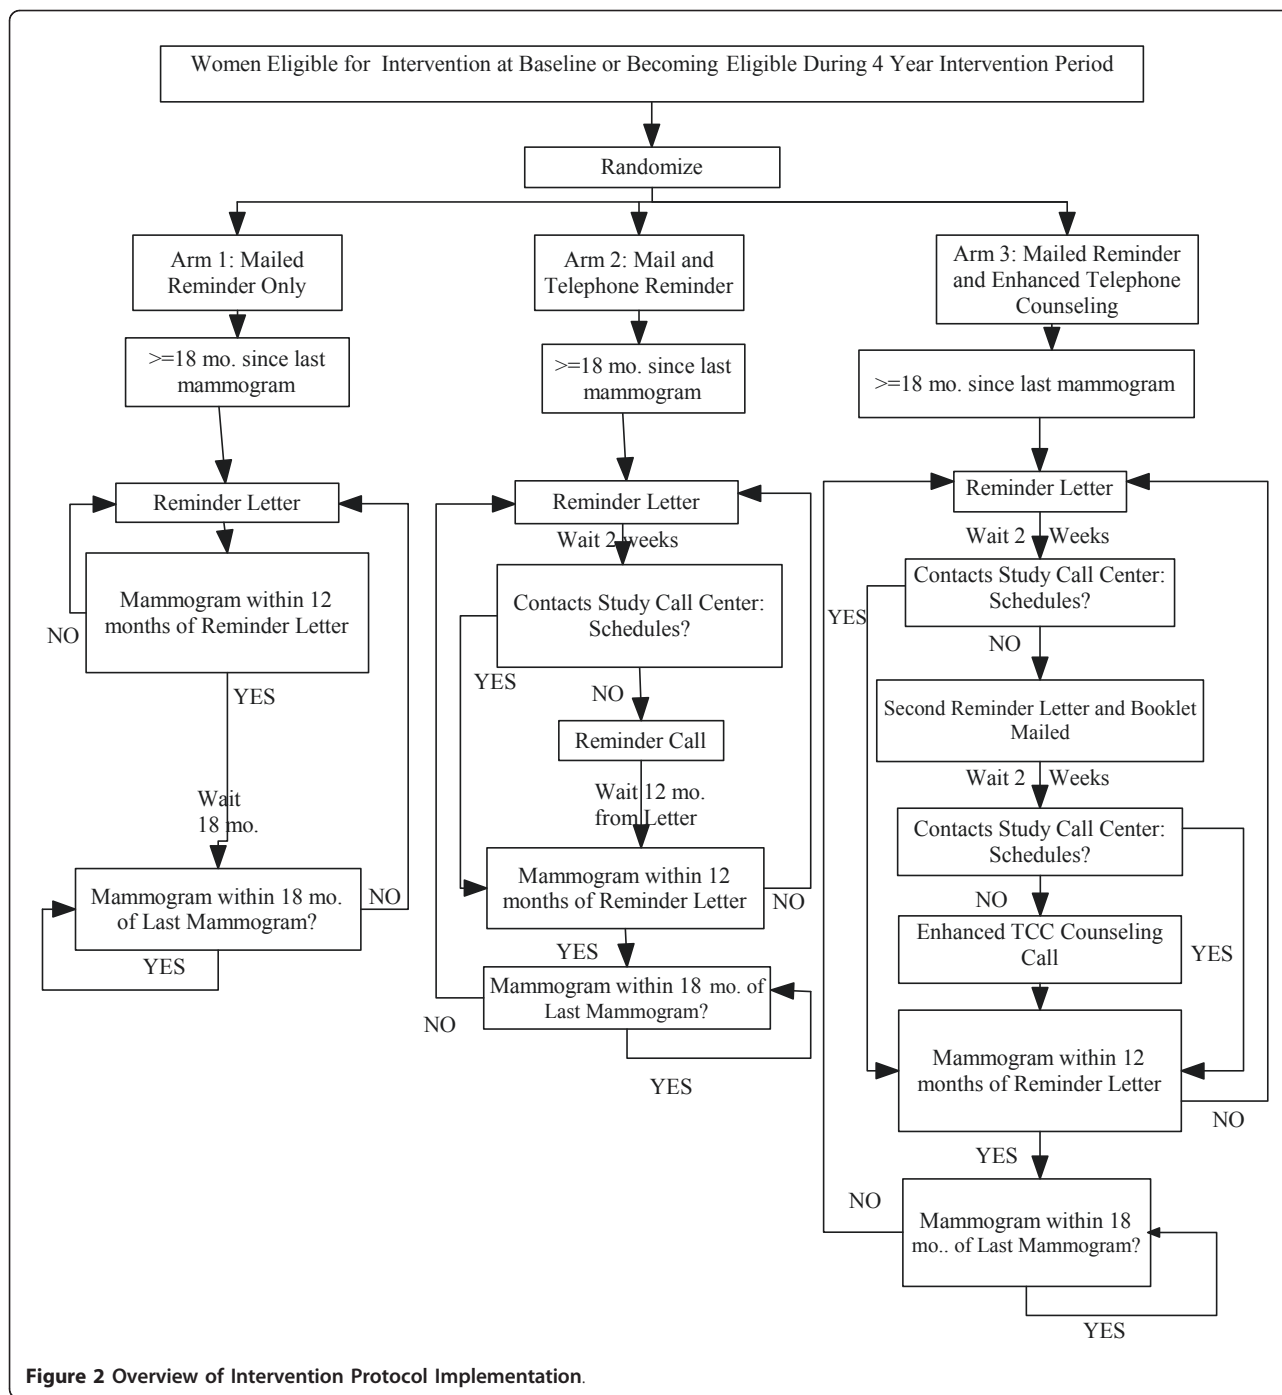 Women Eligible for Intervention at Baseline or Becoming Eligible During 4 Year Intervention Period
Randomize
Arm 1: Mailed
Reminder Only
>=18 mo. since last
mammogram
Reminder Letter
Mammogram within 12
months of Reminder Letter
NO
YES
Wait
18 mo.
Mammogram within 18 mo.
of Last Mammogram?
NO
YES
Arm 2: Mail and
Telephone Reminder
>=18 mo. since last
mammogram
Reminder Letter
Wait 2 weeks
Contacts Study Call Center:
Schedules?
YES
NO
Reminder Call
Wait 12 mo.
from Letter
Mammogram within 12
months of Reminder Letter
NO
YES
Mammogram within 18 mo. of
Last Mammogram?
NO
YES
Arm 3: Mailed Reminder
and Enhanced Telephone
Counseling
>=18 mo. since last mammogram
Reminder Letter
Wait 2 Weeks
Contacts Study Call Center:
Schedules?
YES
NO
Second Reminder Letter and Booklet
Mailed
Wait 2 Weeks
Contacts Study Call Center:
Schedules?
NO
YES
Enhanced TCC Counseling
Call
Mammogram within 12
months of Reminder Letter
NO
YES
NO
Mammogram within 18
mo.. of Last Mammogram?
YES
Figure 2 Overview of Intervention Protocol Implementation.